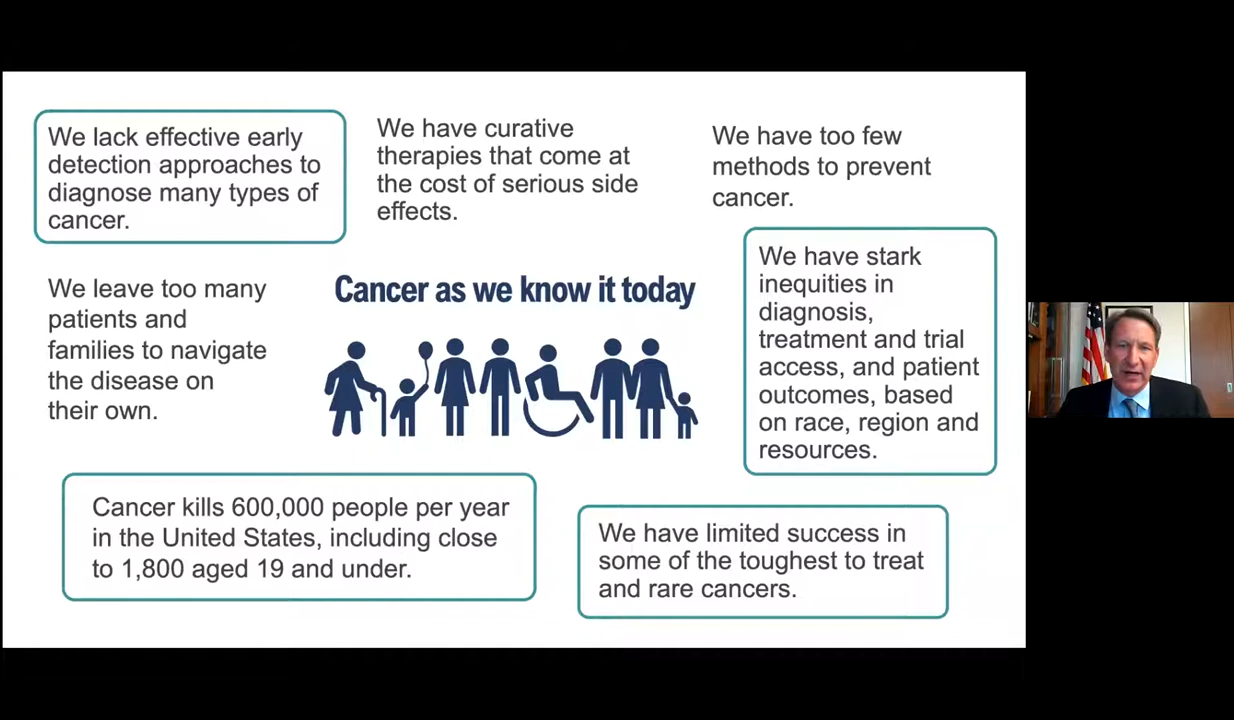 We lack effective early
detection approaches to
diagnose many types of
cancer.
We have curative
therapies that come at
the cost of serious side
effects.
We have too few
methods to prevent
cancer.
We leave too many
patients and
families to navigate
the disease on
their own.
Cancer as we know it today
We have stark
inequities in
diagnosis,
treatment and trial
access, and patient
outcomes, based
on race, region and
resources.
Cancer kills 600,000 people per year
in the United States, including close
to 1,800 aged 19 and under.
We have limited success in
some of the toughest to treat
and rare cancers.